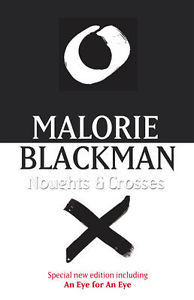 MALORIE
BLACKMAN
Noughts & Crosses
Special new edition including
An Eye for An Eye